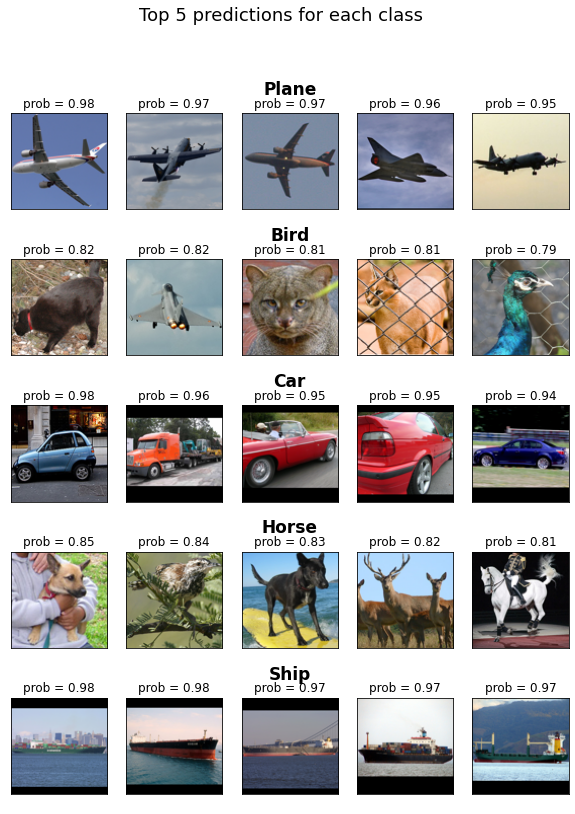 Top 5 predictions for each class
Plane
prob = 0.98 prob = 0.97 prob = 0.97 prob = 0.96 prob = 0.95
Bird
prob = 0.82 prob = 0.82 prob = 0.81 prob = 0.81 prob = 0.79
Car
prob = 0.98 prob = 0.96 prob = 0.95 prob = 0.95 prob = 0.94
Horse
prob = 0.85 prob = 0.84 prob = 0.83 prob = 0.82 prob = 0.81
Ship
prob = 0.98 prob = 0.98 prob = 0.97 prob = 0.97 prob = 0.97